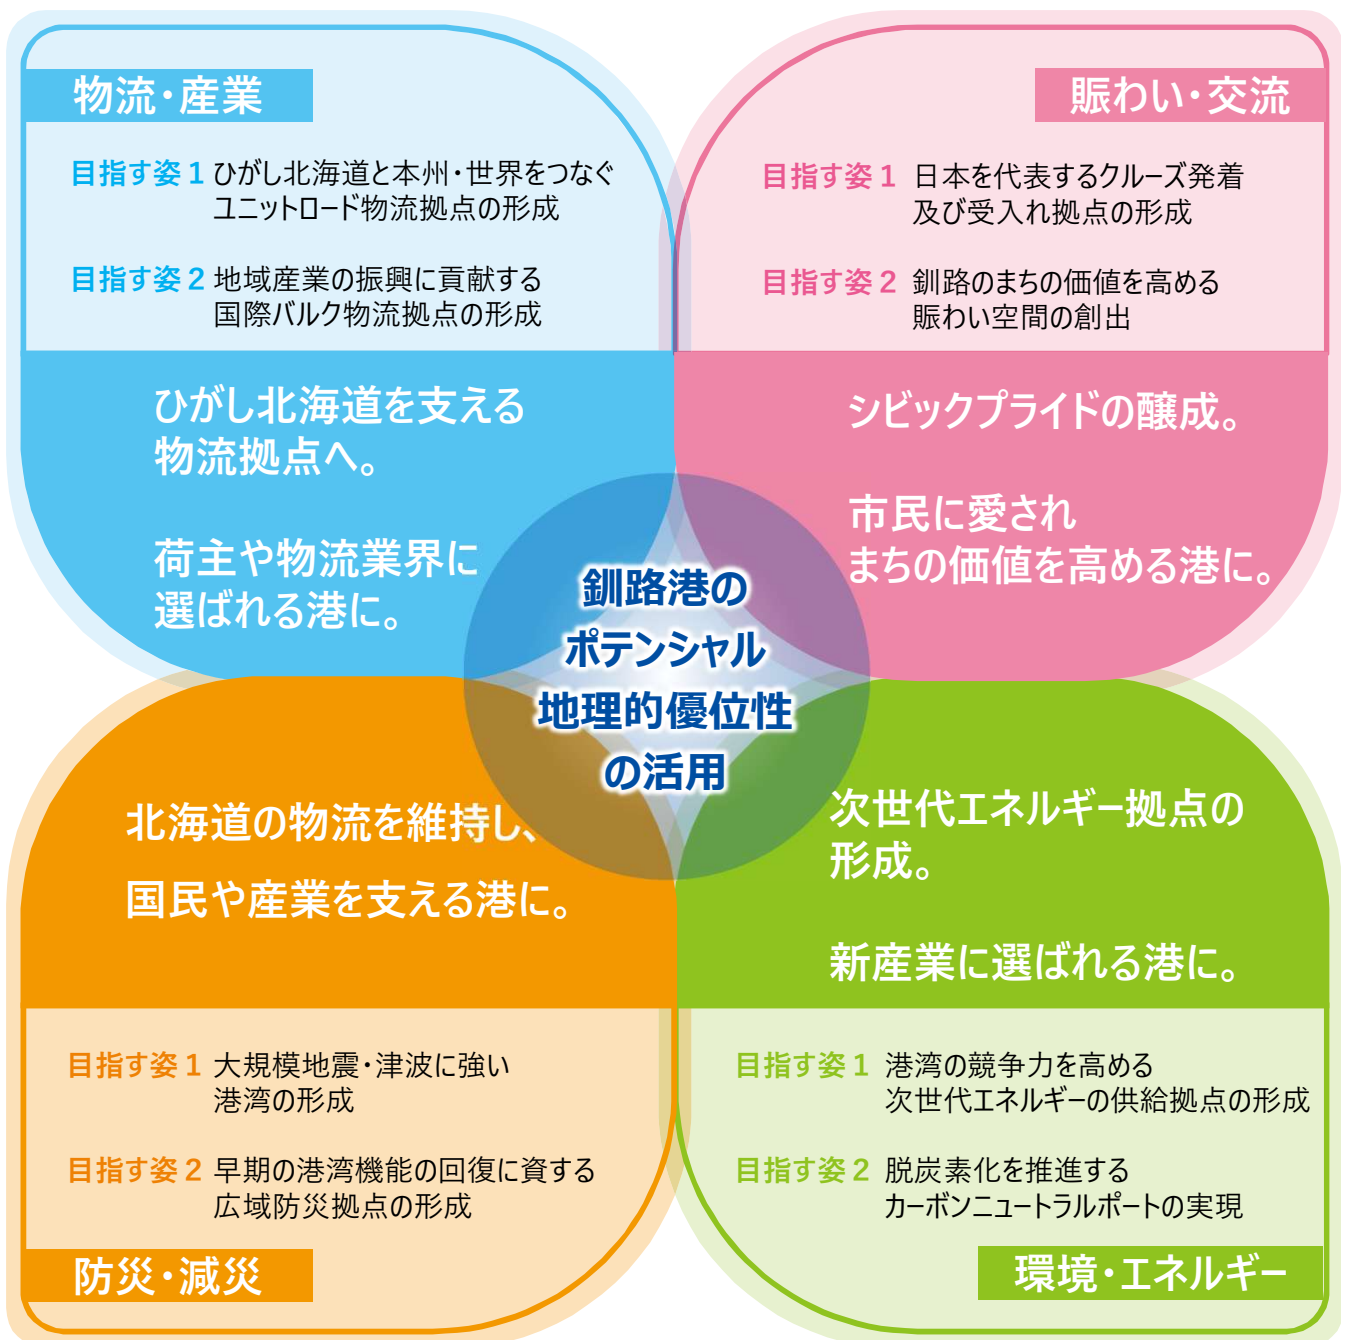 物流・産業
目指す姿1 ひがし北海道と本州・世界をつなぐ
ユニットロード物流拠点の形成
目指す姿2 地域産業の振興に貢献する
国際バルク物流拠点の形成
ひがし北海道を支える
物流拠点へ。
荷主や物流業界に
選ばれる港に。
賑わい・交流
目指す姿1 日本を代表するクルーズ発着
及び受入れ拠点の形成
目指す姿2 釧路のまちの価値を高める
賑わい空間の創出
シビックプライドの醸成。
市民に愛され
まちの価値を高める港に。
釧路港の
ポテンシャル
地理的優位性
の活用
北海道の物流を維持し、
国民や産業を支える港に。
目指す姿1 大規模地震・津波に強い
港湾の形成
目指す姿2 早期の港湾機能の回復に資する
広域防災拠点の形成
防災・減災
次世代エネルギー拠点の
形成。
新産業に選ばれる港に。
目指す姿1 港湾の競争力を高める
次世代エネルギーの供給拠点の形成
目指す姿2 脱炭素化を推進する
カーボンニュートラルポートの実現
環境・エネルギー